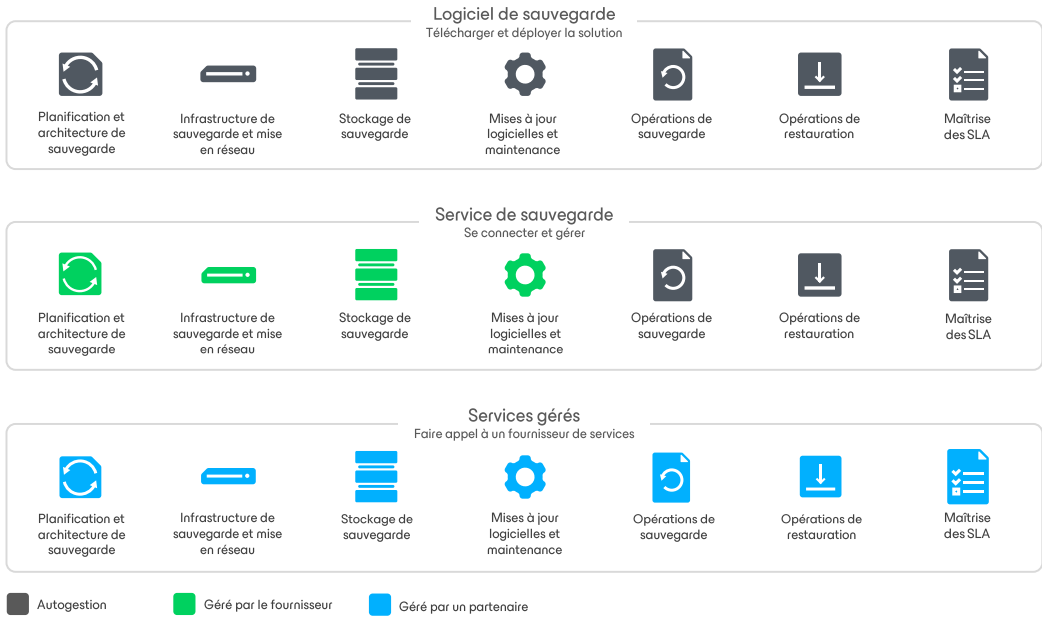 Logiciel de sauvegarde
Télécharger et déployer la solution
Planification et
architecture de
sauvegarde
Infrastructure de
sauvegarde et mise
en réseau
Stockage de
sauvegarde
Mises à jour
logicielles et
maintenance
Opérations de
sauvegarde
Opérations de
restauration
Maîtrise
des SLA
Service de sauvegarde
Se connecter et gérer
Planification et
architecture de
sauvegarde
Infrastructure de
sauvegarde et mise
en réseau
Stockage de
sauvegarde
Mises à jour
logicielles et
maintenance
Opérations de
sauvegarde
Opérations de
restauration
Maîtrise
des SLA
Services gérés
Faire appel à un fournisseur de services
Planification et
architecture de
sauvegarde
Infrastructure de
sauvegarde et mise
en réseau
Stockage de
sauvegarde
Mises à jour
logicielles et
maintenance
Opérations de
sauvegarde
Opérations de
restauration
Maîtrise
des SLA
Autogestion
Géré par le fournisseur
Géré par un partenaire